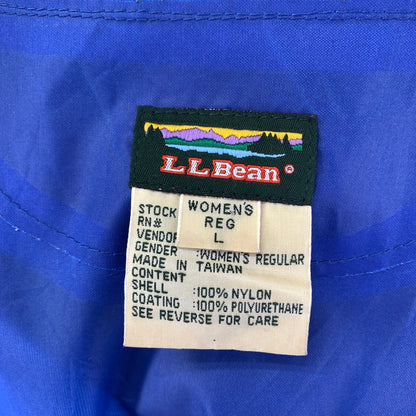 L.L.Bean ®
WOMEN'S
REG
L
STOCK
RN#
VENDOR
GENDER :WOMEN'S REGULAR
MADE IN TAIWAN
CONTENT
SHELL :100% NYLON
COATING :100% POLYURETHANE
SEE REVERSE FOR CARE